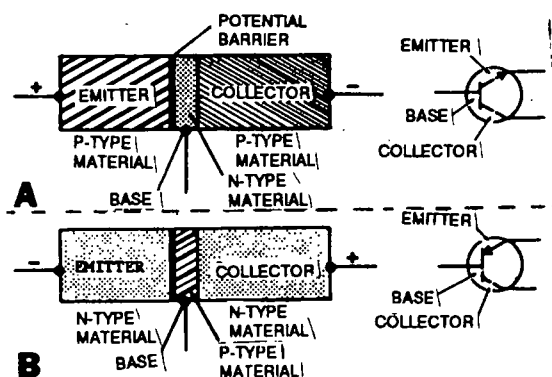 POTENTIAL
BARRIER
+
EMITTER
COLLECTOR
−
P-TYPE
MATERIAL
P-TYPE
MATERIAL
N-TYPE
MATERIAL
BASE
A
EMITTER
BASE
COLLECTOR
−
EMITTER
COLLECTOR
+
N-TYPE
MATERIAL
BASE
N-TYPE
MATERIAL
P-TYPE
MATERIAL
B
EMITTER
BASE
COLLECTOR